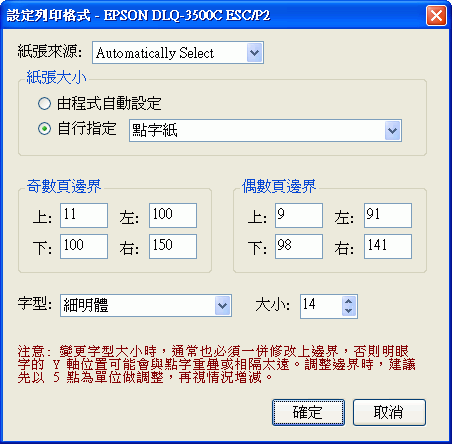 設定列印格式 - EPSON DLQ-3500C ESC/P2
紙張來源: Automatically Select
紙張大小
由程式自動設定
自行指定 點字紙
奇數頁邊界 偶數頁邊界
上: 11 左: 100 上: 9 左: 91
下: 100 右: 150 下: 98 右: 141
字型: 細明體 大小: 14
注意: 變更字型大小時，通常也必須一併修改上邊界，否則明眼
字的 Y 軸位置可能會與點字重疊或相隔太遠。調整邊界時，建議
先以 5 點為單位做調整，再視情況增減。
確定 取消